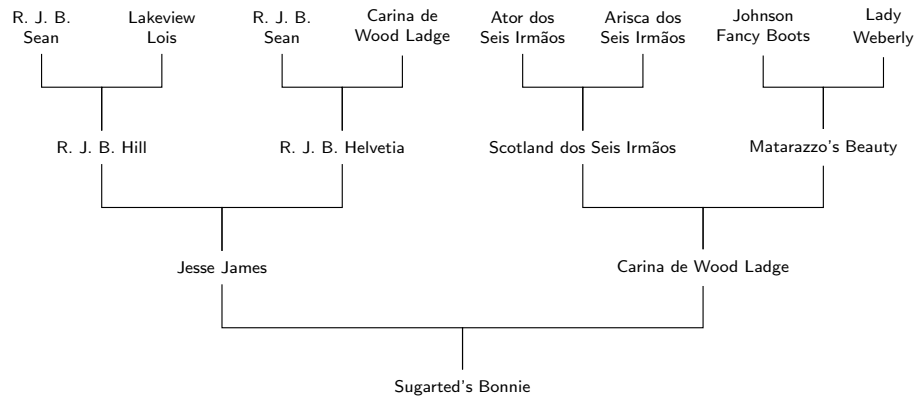 R. J. B.
Sean
Lakeview
Lois
R. J. B.
Sean
Carina de
Wood Ladge
Ator dos
Seis Irmãos
Arisca dos
Seis Irmãos
Johnson
Fancy Boots
Lady
Weberly
R. J. B. Hill
R. J. B. Helvetia
Scotland dos Seis Irmãos
Matarazzo's Beauty
Jesse James
Carina de Wood Ladge
Sugarted's Bonnie